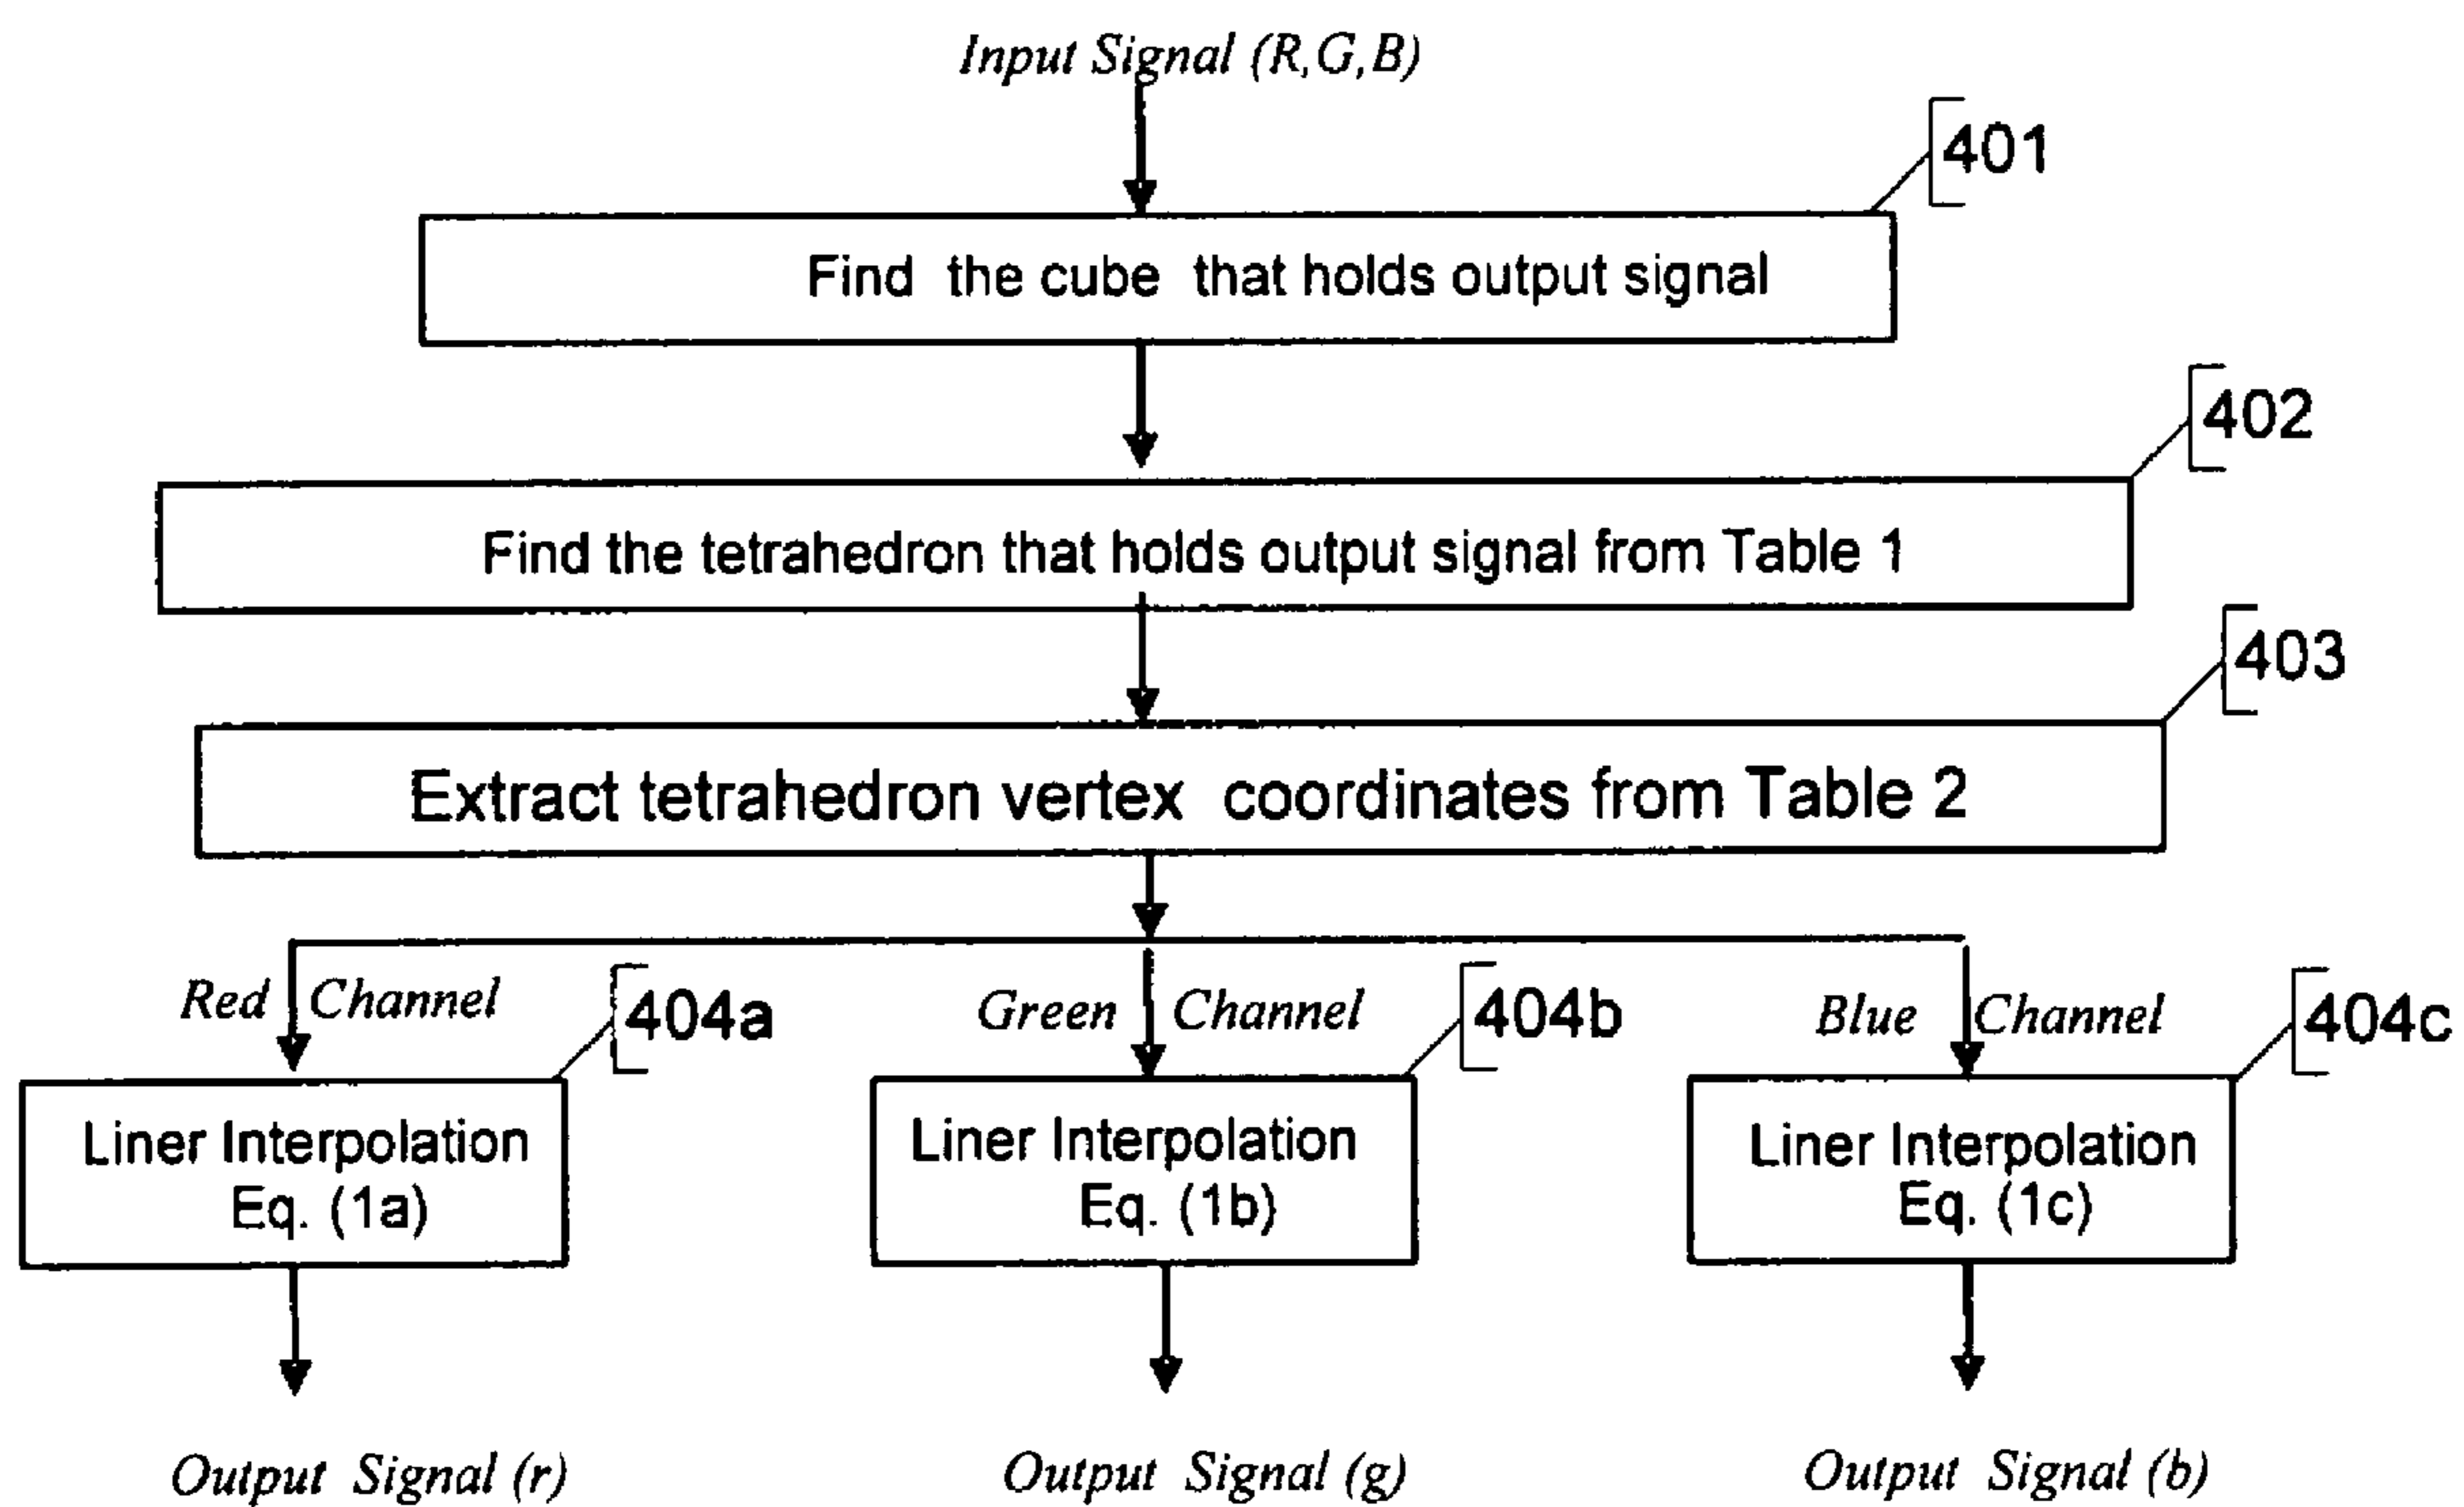 Input Signal (R,G,B)
401
Find the cube that holds output signal
402
Find the tetrahedron that holds output signal from Table 1
403
Extract tetrahedron vertex coordinates from Table 2
Red Channel
404a
Green Channel
404b
Blue Channel
404c
Liner Interpolation
Eq. (1a)
Liner Interpolation
Eq. (1b)
Liner Interpolation
Eq. (1c)
Output Signal (r)
Output Signal (g)
Output Signal (b)